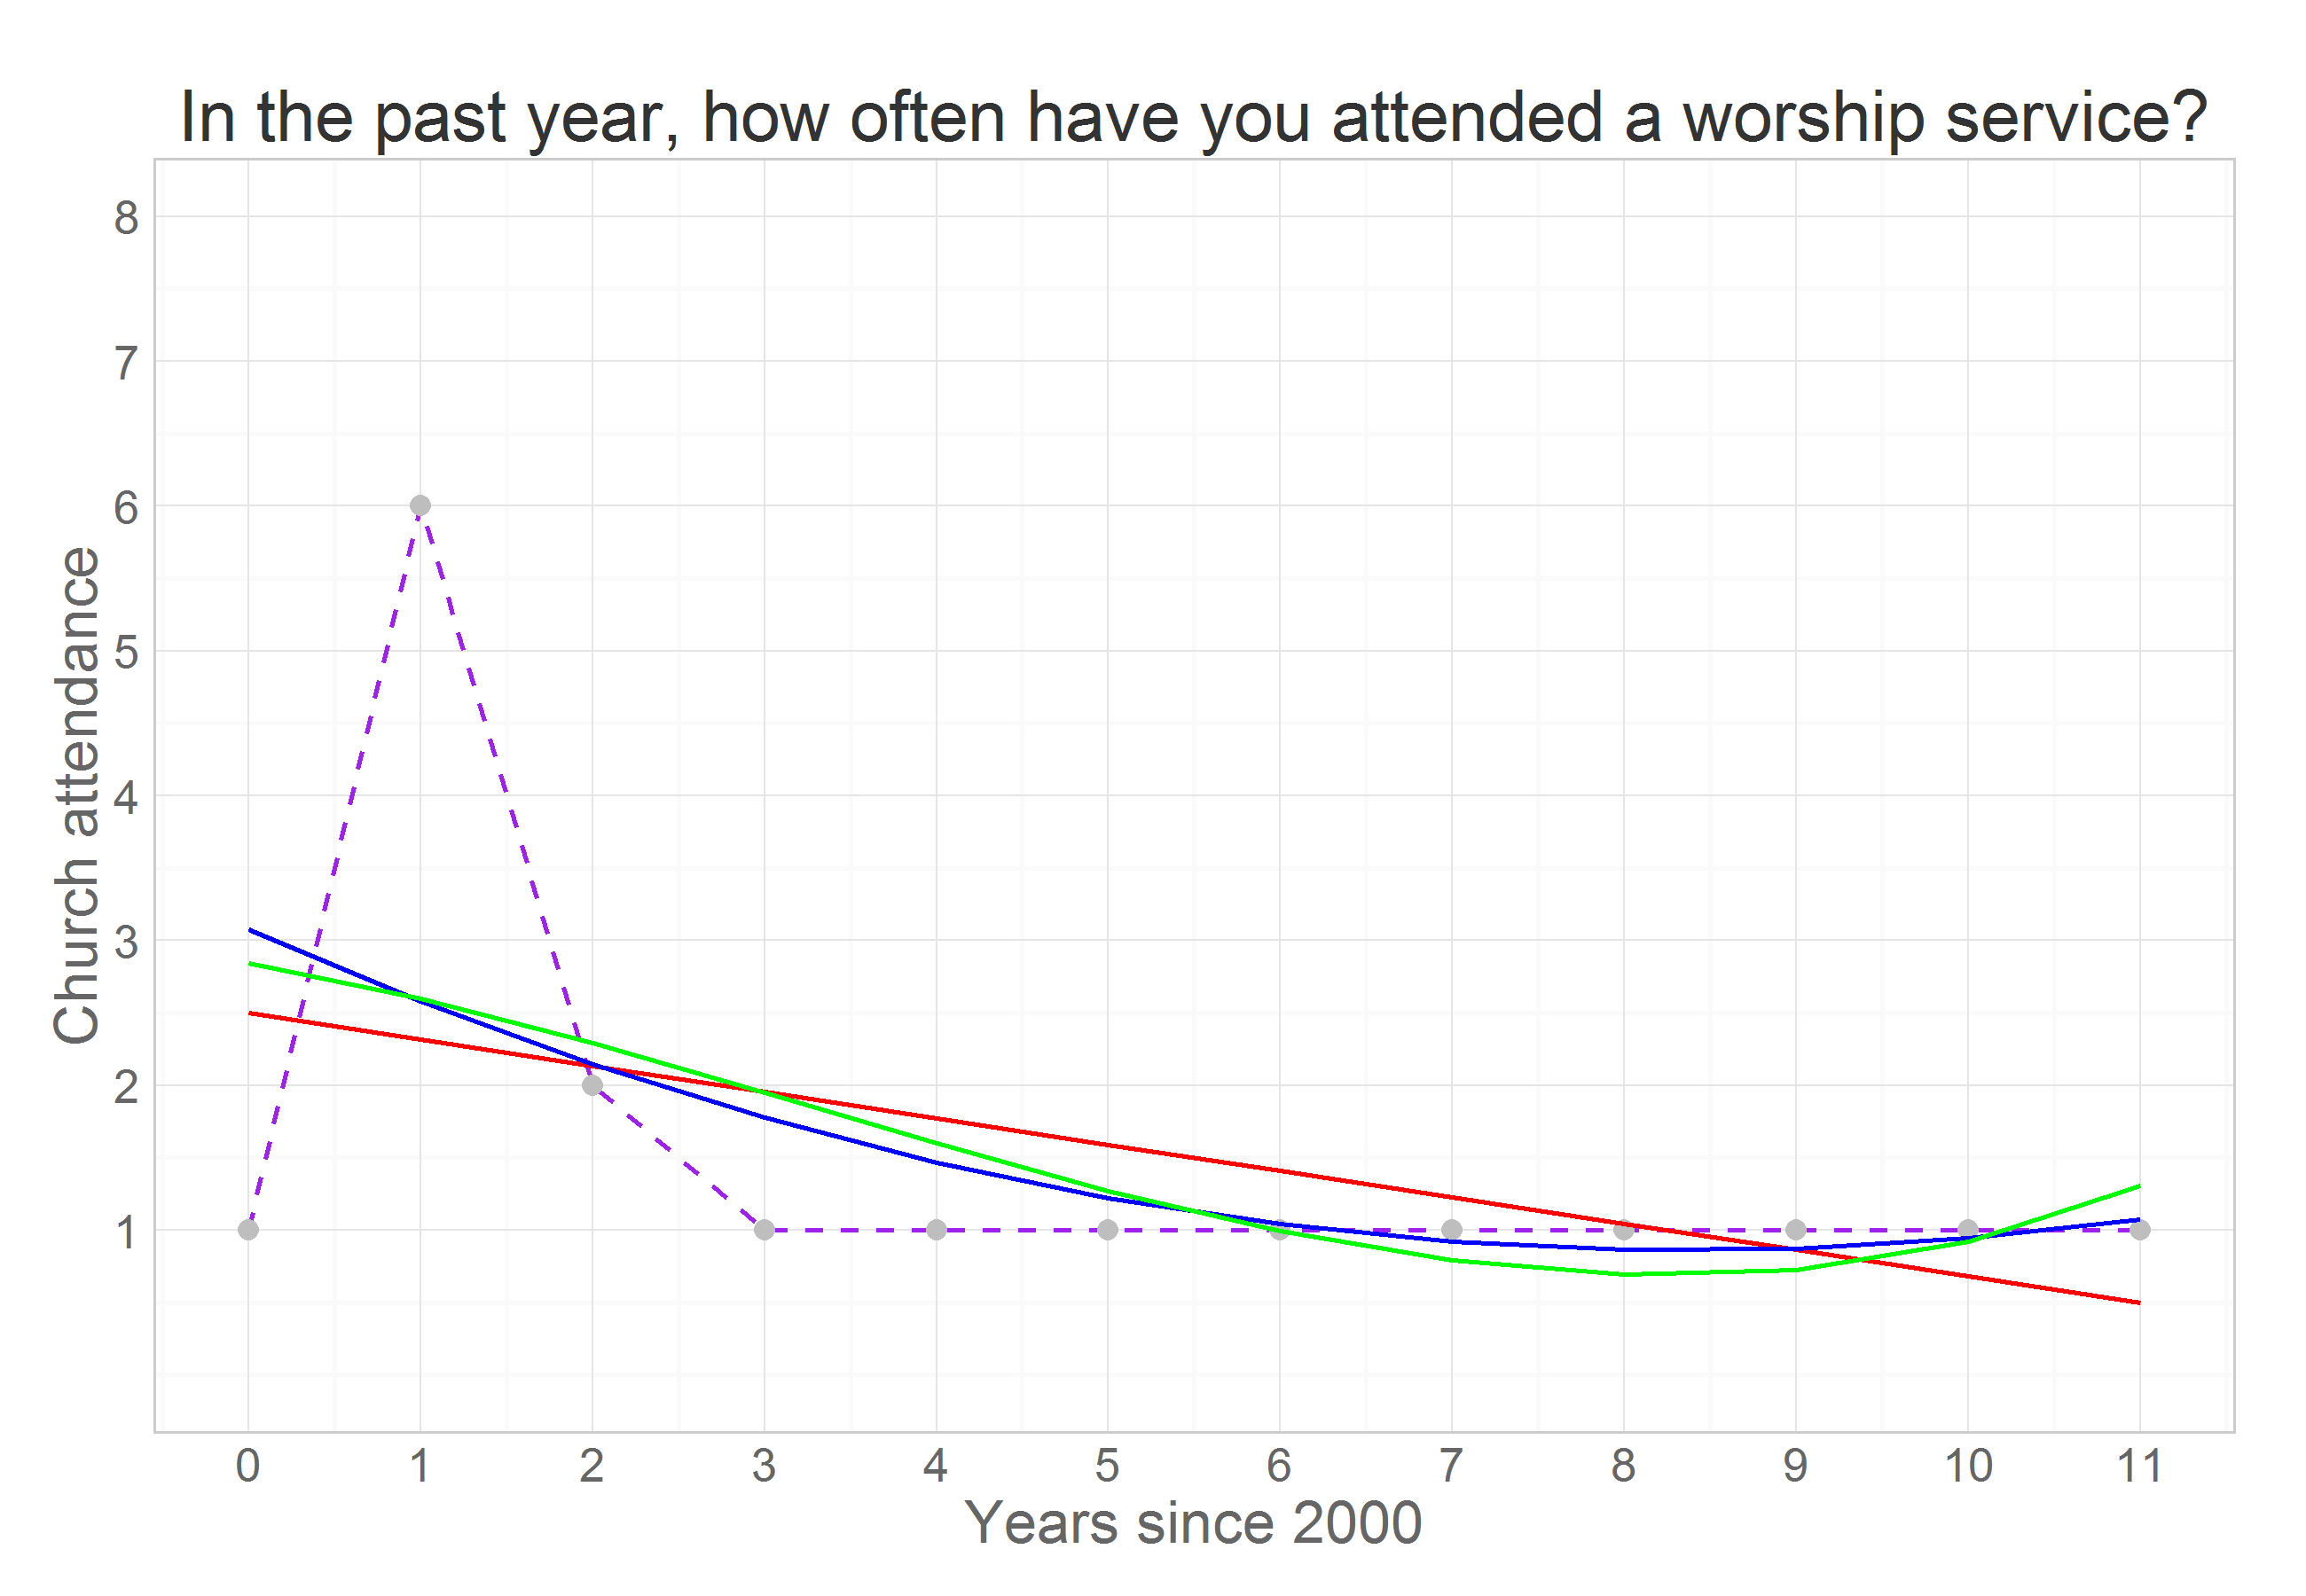 In the past year, how often have you attended a worship service?
8
7
6
5
4
3
2
1
Church attendance
0 1 2 3 4 5 6 7 8 9 10 11
Years since 2000